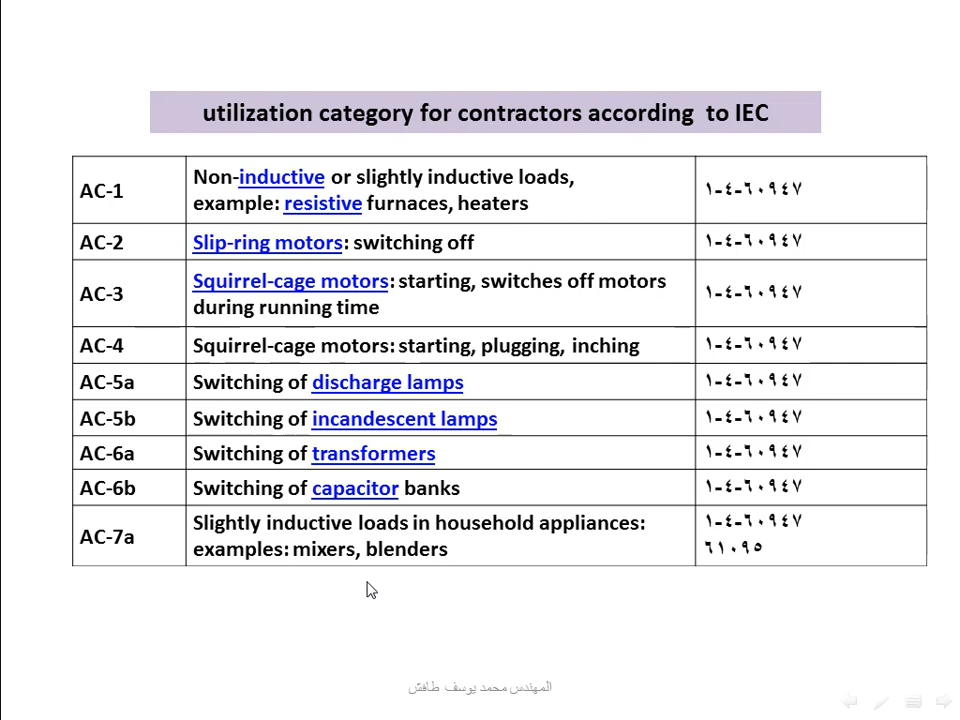 utilization category for contractors according to IEC
AC-1
Non-inductive or slightly inductive loads,
example: resistive furnaces, heaters
١-٤-٦٠٩٤٧
AC-2
Slip-ring motors: switching off
١-٤-٦٠٩٤٧
AC-3
Squirrel-cage motors: starting, switches off motors
during running time
١-٤-٦٠٩٤٧
AC-4
Squirrel-cage motors: starting, plugging, inching
١-٤-٦٠٩٤٧
AC-5a
Switching of discharge lamps
١-٤-٦٠٩٤٧
AC-5b
Switching of incandescent lamps
١-٤-٦٠٩٤٧
AC-6a
Switching of transformers
١-٤-٦٠٩٤٧
AC-6b
Switching of capacitor banks
١-٤-٦٠٩٤٧
AC-7a
Slightly inductive loads in household appliances:
examples: mixers, blenders
١-٤-٦٠٩٤٧
٦١٠٩٥
المهندس محمد يوسف طافش